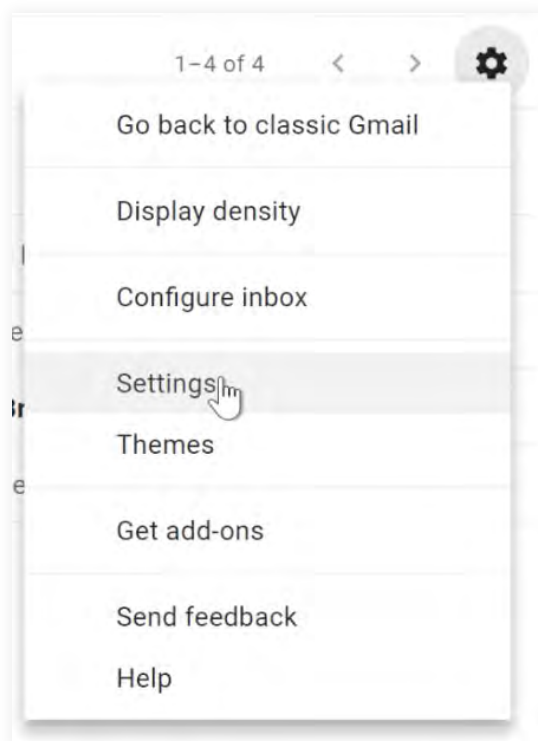 1–4 of 4
Go back to classic Gmail
Display density
Configure inbox
e
Settings
Themes
e
Get add-ons
Send feedback
Help